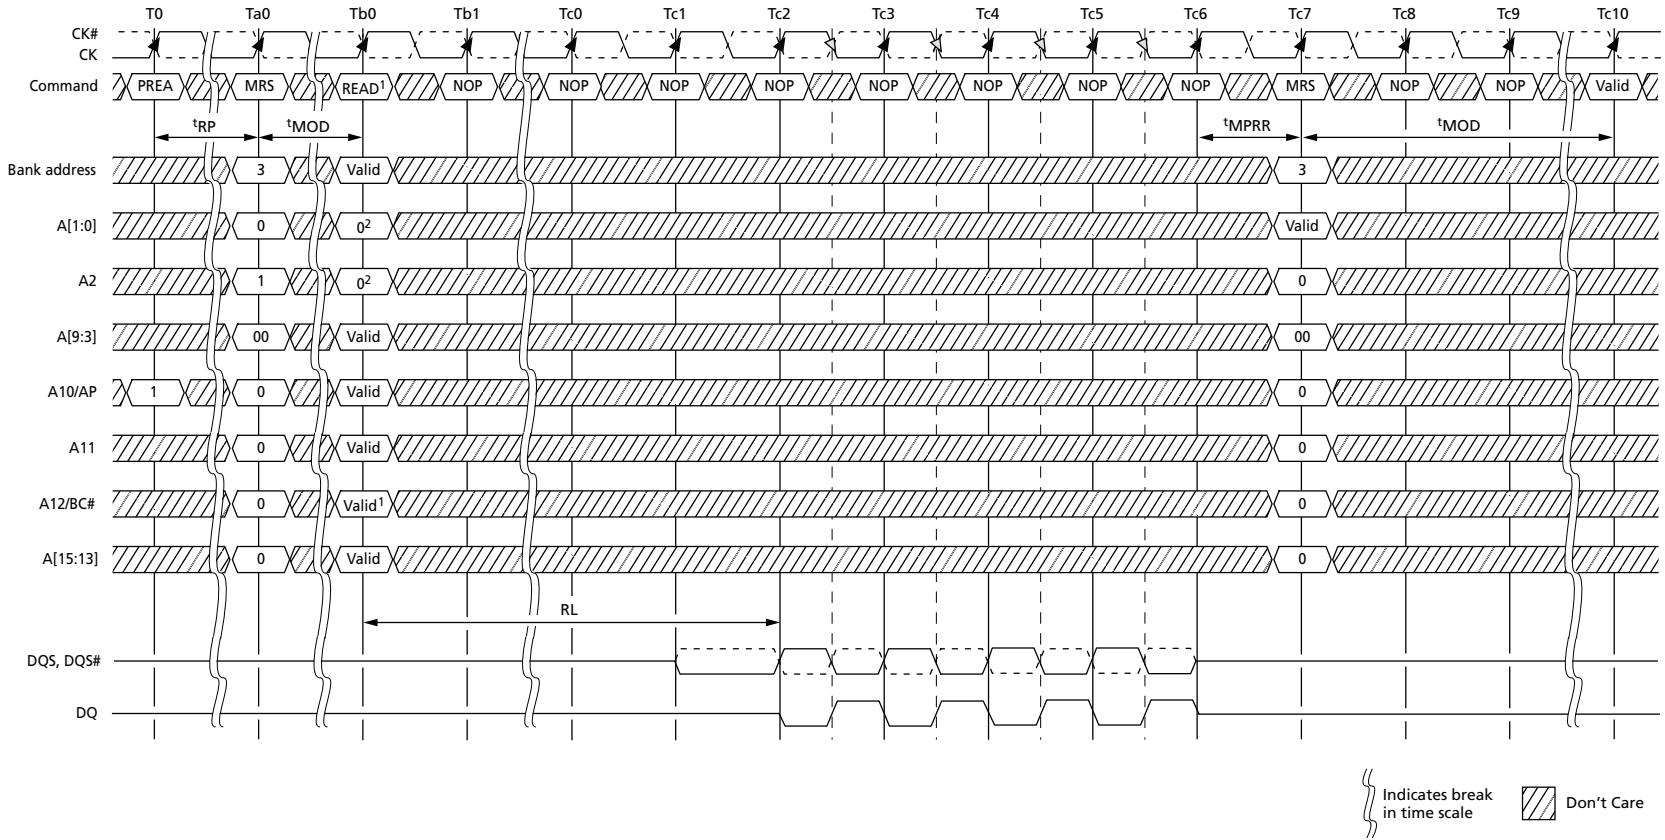 T0 Ta0 Tb0 Tb1 Tc0 Tc1 Tc2 Tc3 Tc4 Tc5 Tc6 Tc7 Tc8 Tc9 Tc10
CK#
CK
Command PREA MRS READ1 NOP NOP NOP NOP NOP NOP NOP NOP MRS NOP NOP Valid
tRP tMOD tMPRR tMOD
Bank address 3 Valid 3
A[1:0] 0 02 Valid
A2 1 02 0
A[9:3] 00 Valid 00
A10/AP 1 0 Valid 0
A11 0 Valid 0
A12/BC# 0 Valid1 0
A[15:13] 0 Valid 0
RL
DQS, DQS#
DQ
Indicates break
in time scale
Don't Care